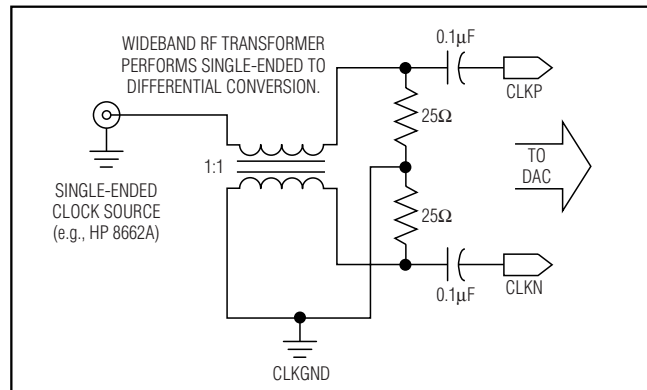 WIDEBAND RF TRANSFORMER
PERFORMS SINGLE-ENDED TO
DIFFERENTIAL CONVERSION.
0.1μF
CLKP
25Ω
1:1
TO
DAC
SINGLE-ENDED
CLOCK SOURCE
(e.g., HP 8662A)
25Ω
0.1μF
CLKN
CLKGND